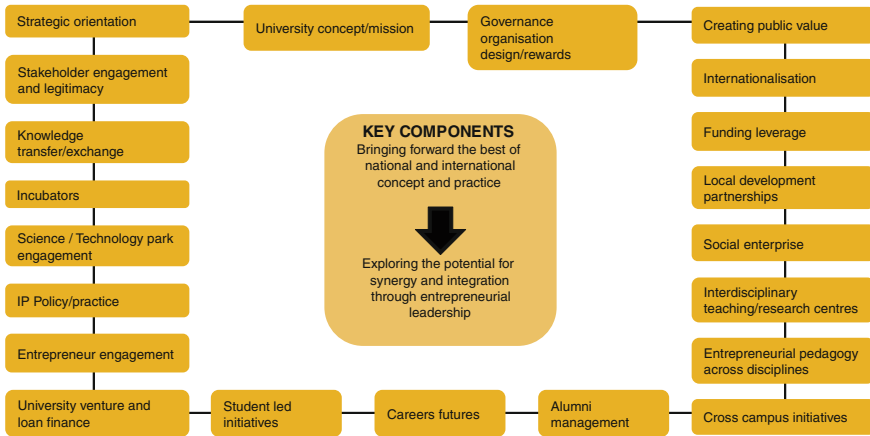 Strategic orientation
University concept/mission
Governance
organisation
design/rewards
Creating public value
Stakeholder engagement
and legitimacy
Internationalisation
Knowledge
transfer/exchange
KEY COMPONENTS
Bringing forward the best of
national and international
concept and practice
Exploring the potential for
synergy and integration
through entrepreneurial
leadership
Funding leverage
Incubators
Local development
partnerships
Science / Technology park
engagement
Social enterprise
IP Policy/practice
Interdisciplinary
teaching/research centres
Entrepreneur engagement
Entrepreneurial pedagogy
across disciplines
University venture and
loan finance
Student led
initiatives
Careers futures
Alumni
management
Cross campus initiatives